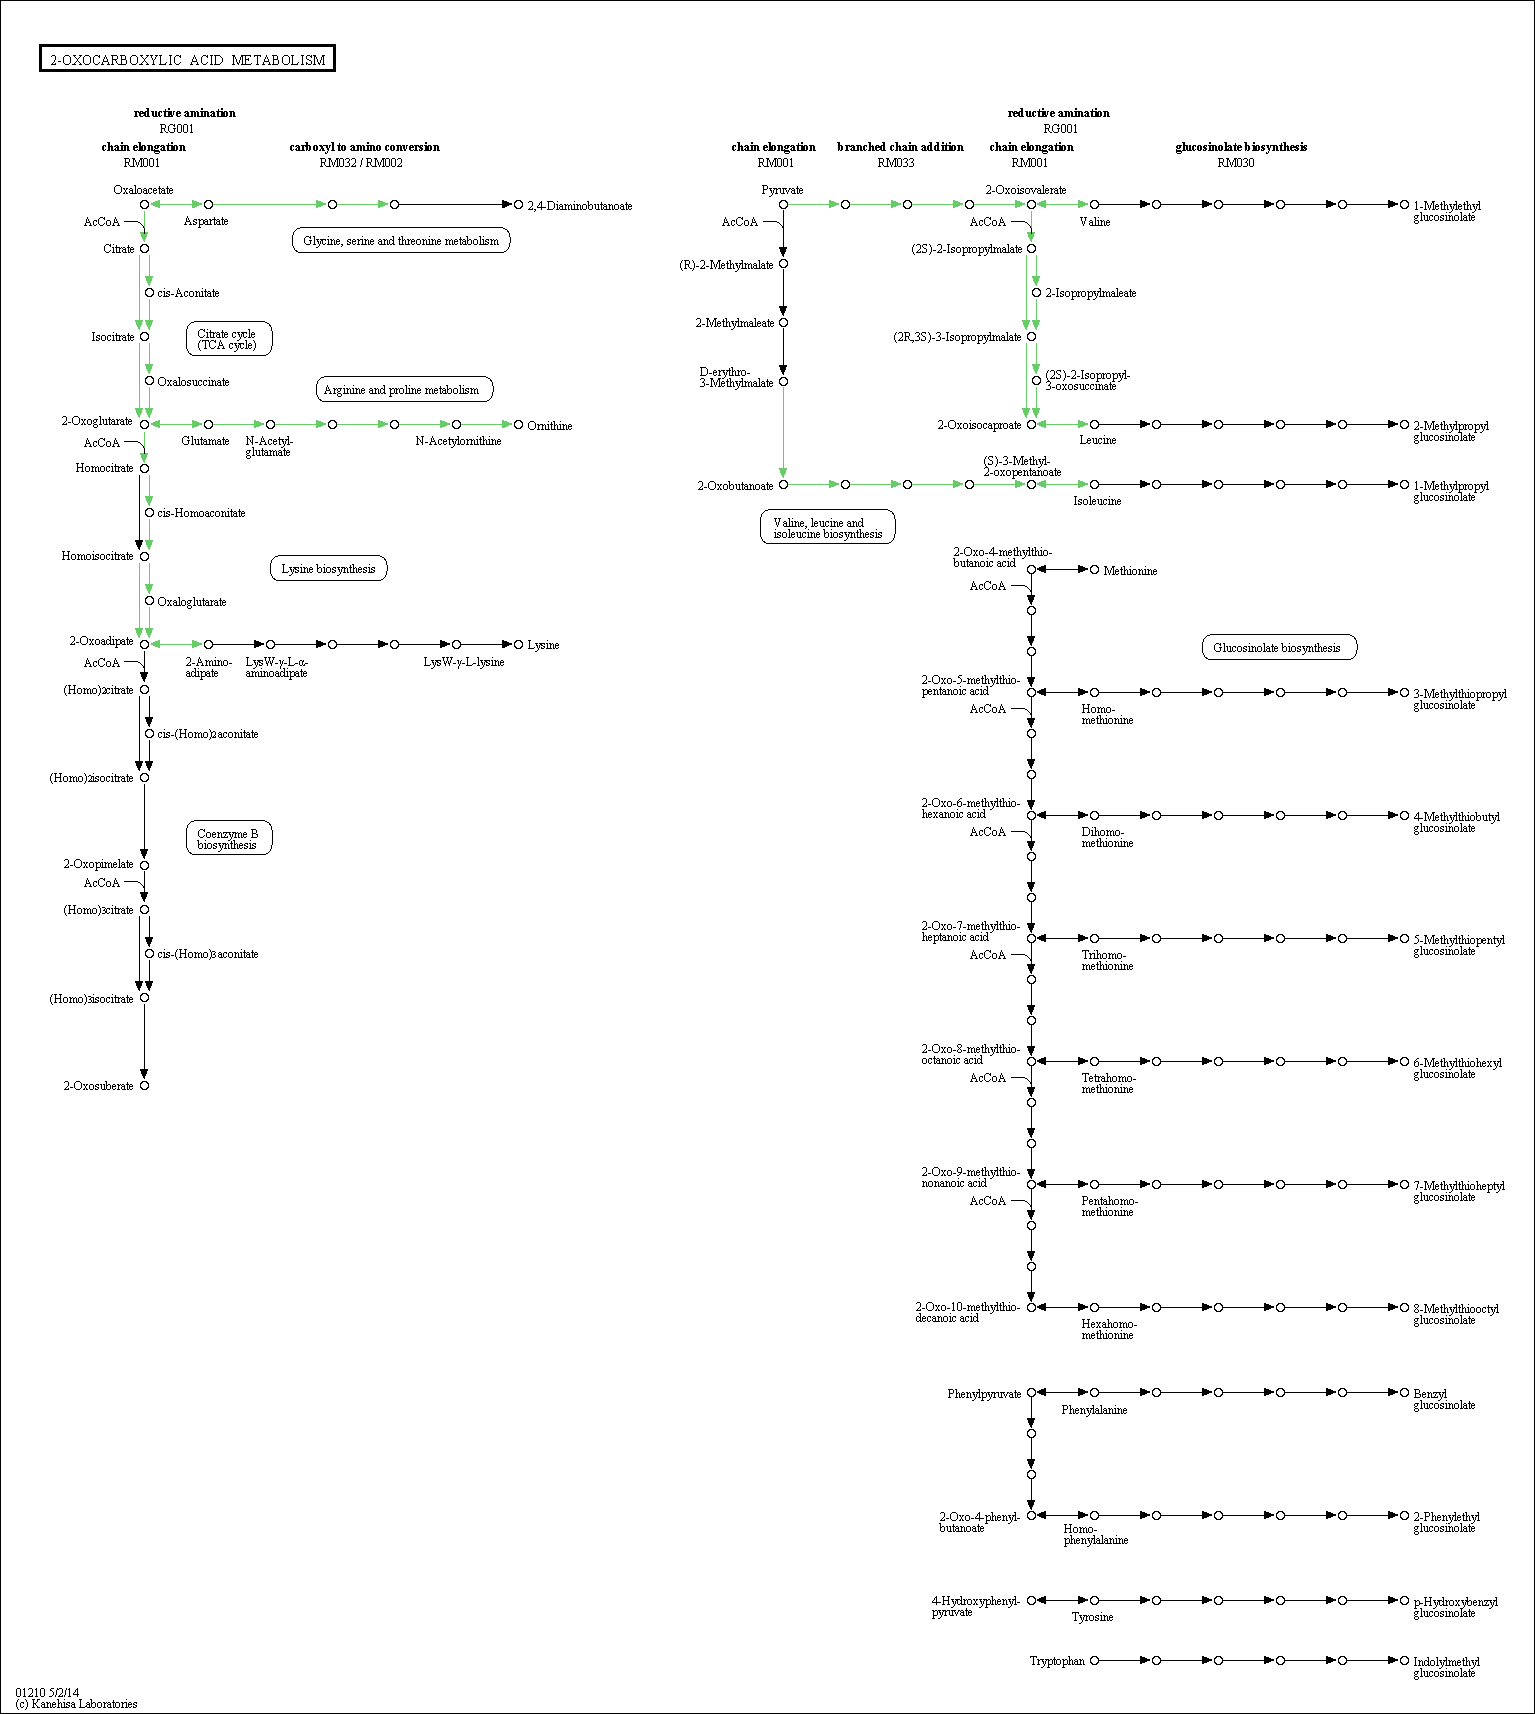 2-OXOCARBOXYLIC ACID METABOLISM
reductive amination
RG001
chain elongation
RM001
carboxyl to amino conversion
RM032 / RM002
Oxaloacetate
Aspartate
2,4-Diaminobutanoate
AcCoA
Glycine, serine and threonine metabolism
Citrate
cis-Aconitate
Isocitrate
Citrate cycle
(TCA cycle)
Oxalosuccinate
Arginine and proline metabolism
2-Oxoglutarate
Glutamate
N-Acetyl-
glutamate
N-Acetylornithine
Ornithine
AcCoA
Homocitrate
cis-Homoaconitate
Homoisocitrate
Lysine biosynthesis
Oxaloglutarate
2-Oxoadipate
2-Amino-
adipate
LysW-γ-L-α-
aminoadipate
LysW-γ-L-lysine
Lysine
AcCoA
(Homo)2citrate
cis-(Homo)2aconitate
(Homo)2isocitrate
Coenzyme B
biosynthesis
2-Oxopimelate
AcCoA
(Homo)3citrate
cis-(Homo)3aconitate
(Homo)3isocitrate
2-Oxosuberate
reductive amination
RG001
chain elongation
RM001
branched chain addition
RM033
chain elongation
RM001
glucosinolate biosynthesis
RM030
Pyruvate
AcCoA
(R)-2-Methylmalate
2-Methylmaleate
D-erythro-
3-Methylmalate
2-Oxobutanoate
Valine, leucine and
isoleucine biosynthesis
2-Oxoisovalerate
Valine
1-Methylethyl
glucosinolate
AcCoA
(2S)-2-Isopropylmalate
2-Isopropylmaleate
(2R,3S)-3-Isopropylmalate
(2S)-2-Isopropyl-
3-oxosuccinate
2-Oxoisocaproate
Leucine
2-Methylpropyl
glucosinolate
(S)-3-Methyl-
2-oxopentanoate
Isoleucine
1-Methylpropyl
glucosinolate
2-Oxo-4-methylthio-
butanoic acid
Methionine
AcCoA
Glucosinolate biosynthesis
2-Oxo-5-methylthio-
pentanoic acid
Homo-
methionine
3-Methylthiopropyl
glucosinolate
AcCoA
2-Oxo-6-methylthio-
hexanoic acid
Dihomo-
methionine
4-Methylthiobutyl
glucosinolate
AcCoA
2-Oxo-7-methylthio-
heptanoic acid
Trihomo-
methionine
5-Methylthiopentyl
glucosinolate
AcCoA
2-Oxo-8-methylthio-
octanoic acid
Tetrahomo-
methionine
6-Methylthiohexyl
glucosinolate
AcCoA
2-Oxo-9-methylthio-
nonanoic acid
Pentahomo-
methionine
7-Methylthioheptyl
glucosinolate
AcCoA
2-Oxo-10-methylthio-
decanoic acid
Hexahomo-
methionine
8-Methylthiooctyl
glucosinolate
Phenylpyruvate
Phenylalanine
Benzyl
glucosinolate
2-Oxo-4-phenyl-
butanoate
Homo-
phenylalanine
2-Phenylethyl
glucosinolate
4-Hydroxyphenyl-
pyruvate
Tyrosine
p-Hydroxybenzyl
glucosinolate
Tryptophan
Indolylmethyl
glucosinolate
01210 5/2/14
(c) Kanehisa Laboratories